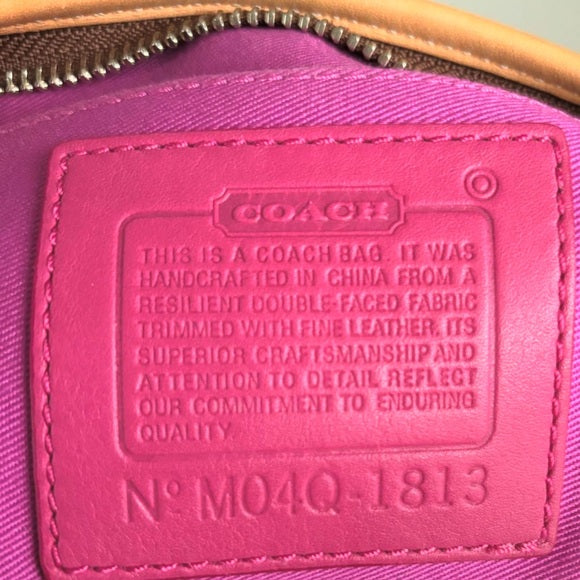 COACH
THIS IS A COACH BAG. IT WAS
HANDCRAFTED IN CHINA FROM A
RESILIENT DOUBLE-FACED FABRIC
TRIMMED WITH FINE LEATHER. ITS
SUPERIOR CRAFTSMANSHIP AND
ATTENTION TO DETAIL REFLECT
OUR COMMITMENT TO ENDURING
QUALITY.
Nº M04Q-1813